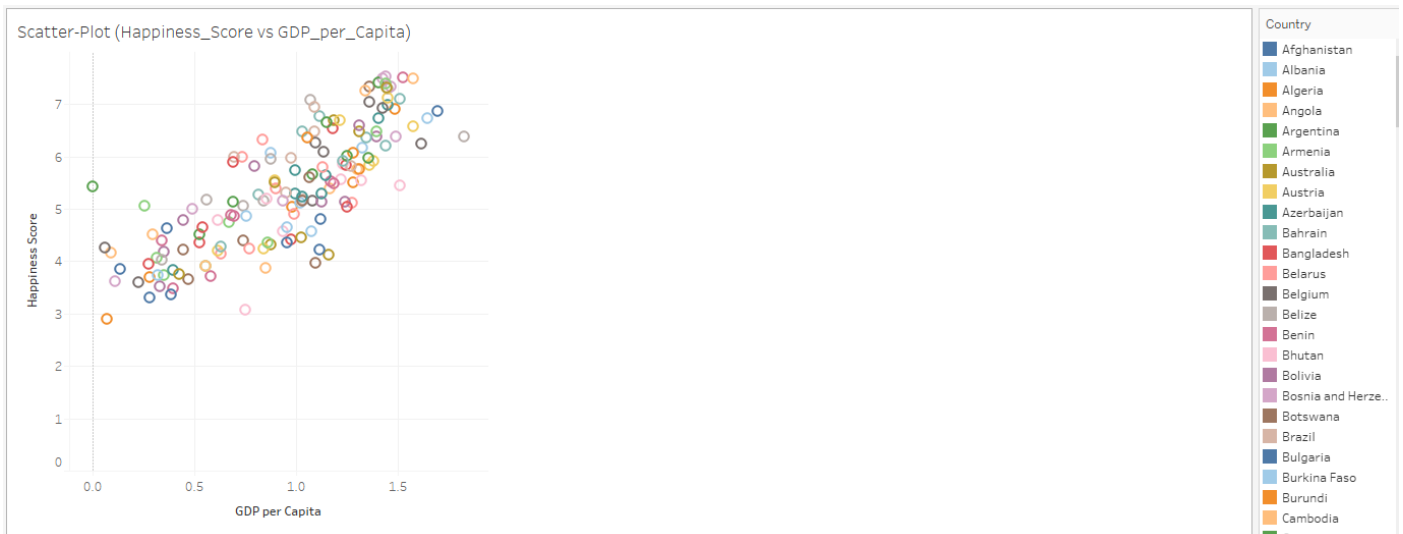 Scatter-Plot (Happiness_Score vs GDP_per_Capita)
Happiness Score
7
6
5
4
3
2
1
0
0.0 0.5 1.0 1.5
GDP per Capita
Country
Afghanistan
Albania
Algeria
Angola
Argentina
Armenia
Australia
Austria
Azerbaijan
Bahrain
Bangladesh
Belarus
Belgium
Belize
Benin
Bhutan
Bolivia
Bosnia and Herze..
Botswana
Brazil
Bulgaria
Burkina Faso
Burundi
Cambodia